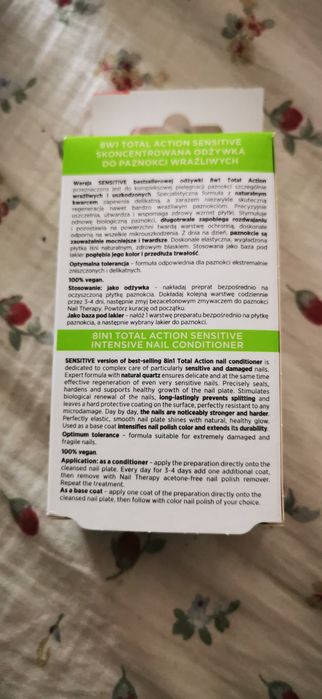 8W1 TOTAL ACTION SENSITIVE
SKONCENTROWANA ODŻYWKA
DO PAZNOKCI WRAŻLIWYCH
Wersja SENSITIVE bestsellerowej odżywki 8w1 Total Action
przeznaczona jest do kompleksowej pielęgnacji paznokci szczególnie
wrażliwych i uszkodzonych. Specjalistyczna formuła z naturalnym
kwarcem zapewnia delikatną, a zarazem niezwykle skuteczną
regenerację nawet bardzo wrażliwym paznokciom. Precyzyjnie
uszczelnia, utwardza i wspomaga zdrowy wzrost płytki. Stymuluje
odnowę biologiczną paznokci, długotrwale zapobiega rozdwajaniu
i pozostawia na powierzchni twardą warstwę ochronną, doskonale
odporną na wszelkie mikrouszkodzenia. Z dnia na dzień, paznokcie są
zauważalnie mocniejsze i twardsze. Doskonale elastyczna, wygładzona
płytka lśni naturalnym, zdrowym blaskiem. Stosowana jako baza pod
lakier pogłębia jego kolor i przedłuża trwałość.
Optymalna tolerancja – formuła odpowiednia dla paznokci ekstremalnie
zniszczonych i delikatnych.
100% vegan.
Stosowanie: jako odżywka – nakładaj preparat bezpośrednio na
oczyszczoną płytkę paznokcia. Dokładaj kolejną warstwę codziennie
przez 3-4 dni, następnie zmyj bezacetonowym zmywaczem do paznokci
Nail Therapy. Powtórz kurację od początku.
Jako baza pod lakier – nałóż 1 warstwę preparatu bezpośrednio na płytkę
paznokcia, a następnie wybrany lakier do paznokci.
8IN1 TOTAL ACTION SENSITIVE
INTENSIVE NAIL CONDITIONER
SENSITIVE version of best-selling 8in1 Total Action nail conditioner is
dedicated to complex care of particularly sensitive and damaged nails.
Expert formula with natural quartz ensures delicate and at the same time
effective regeneration of even very sensitive nails. Precisely seals,
hardens and supports healthy growth of the nail plate. Stimulates
biological renewal of the nails, long-lastingly prevents splitting and
leaves a hard protective coating on the surface, perfectly resistant to any
microdamage. Day by day, the nails are noticeably stronger and harder.
Perfectly elastic, smooth nail plate shines with natural, healthy glow.
Used as a base coat intensifies nail polish color and extends its durability.
Optimum tolerance – formula suitable for extremely damaged and
fragile nails.
100% vegan.
Application: as a conditioner – apply the preparation directly onto the
cleansed nail plate. Every day for 3-4 days add one additional coat,
then remove with Nail Therapy acetone-free nail polish remover.
Repeat the treatment.
As a base coat – apply one coat of the preparation directly onto the
cleansed nail plate, then follow with color nail polish of your choice.